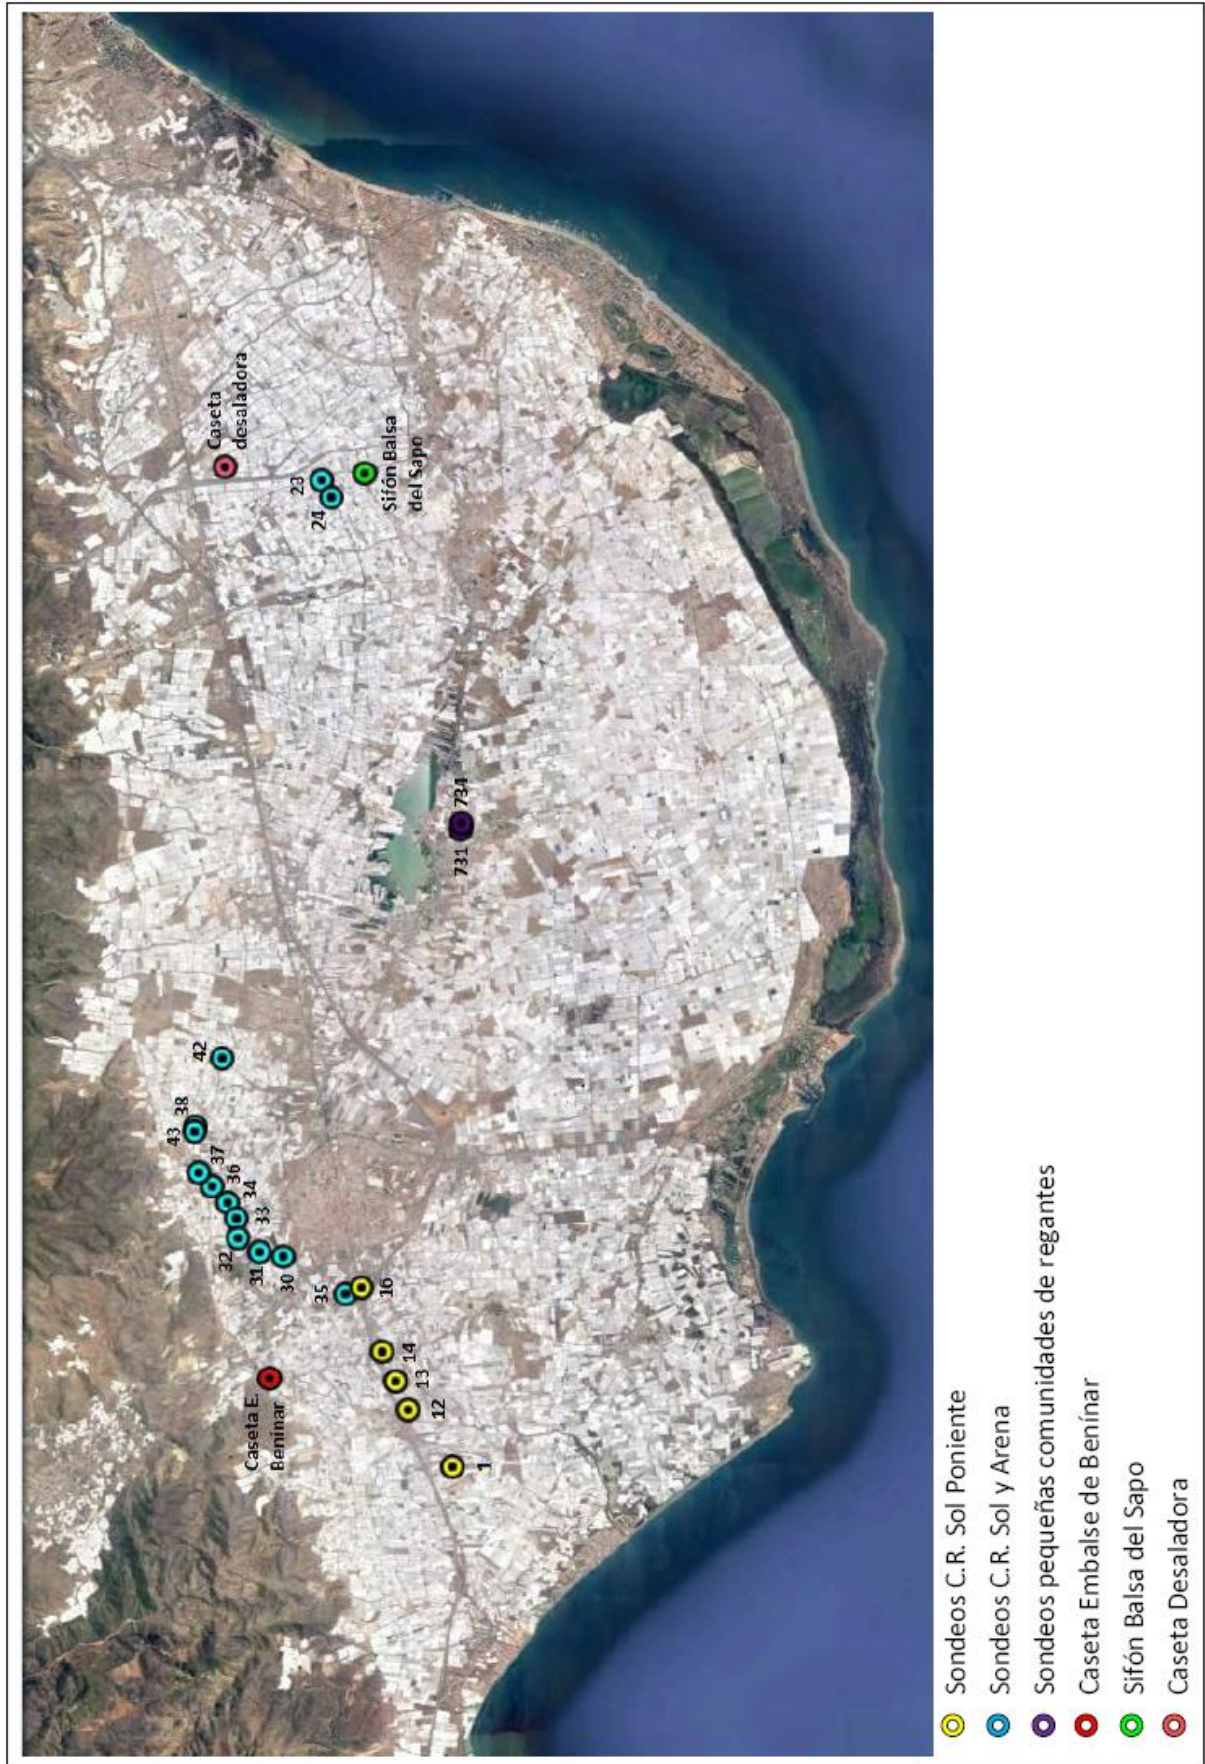 Caseta
desaladora
23
24
Sifón Balsa
del Sapo
731
734
42
38
43
37
36
34
33
32
31
30
35
16
14
13
12
1
Caseta E.
Benínar
Sondeos C.R. Sol Poniente
Sondeos C.R. Sol y Arena
Sondeos pequeñas comunidades de regantes
Caseta Embalse de Benínar
Sifón Balsa del Sapo
Caseta Desaladora